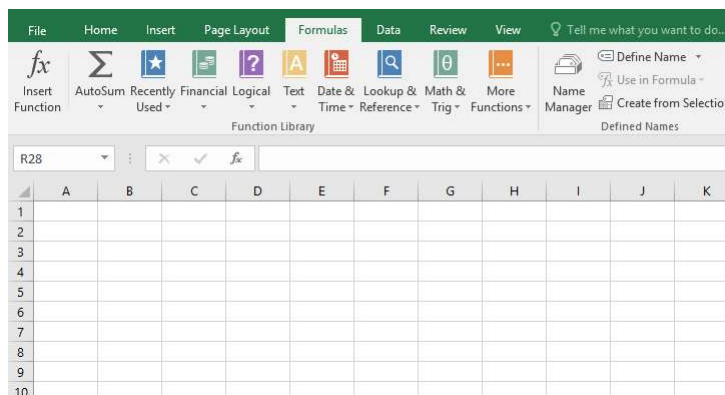 File Home Insert Page Layout Formulas Data Review View Tell me what you want to do...
fx Σ ? A θ ... Define Name
Use in Formula
Insert AutoSum Recently Financial Logical Text Date & Lookup & Math & More Name
Function Used Time Reference Trig Functions Manager Create from Selectio
Function Library Defined Names
R28 fx
A B C D E F G H I J K
1
2
3
4
5
6
7
8
9
10